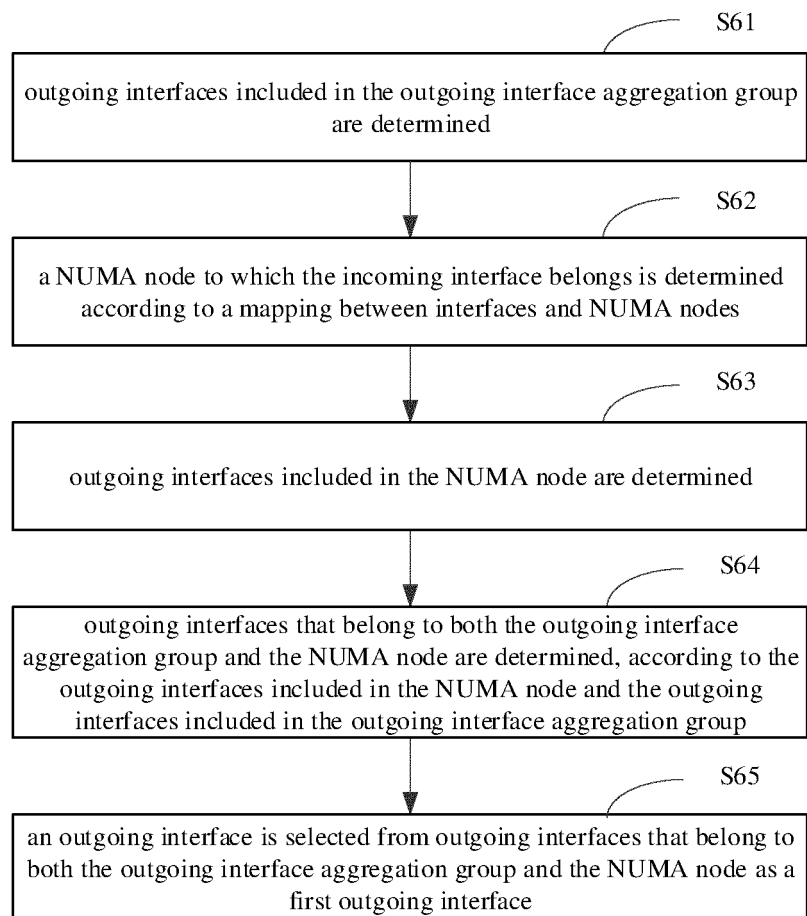 S61
outgoing interfaces included in the outgoing interface aggregation group
are determined
S62
a NUMA node to which the incoming interface belongs is determined
according to a mapping between interfaces and NUMA nodes
S63
outgoing interfaces included in the NUMA node are determined
S64
outgoing interfaces that belong to both the outgoing interface
aggregation group and the NUMA node are determined, according to the
outgoing interfaces included in the NUMA node and the outgoing
interfaces included in the outgoing interface aggregation group
S65
an outgoing interface is selected from outgoing interfaces that belong to
both the outgoing interface aggregation group and the NUMA node as a
first outgoing interface